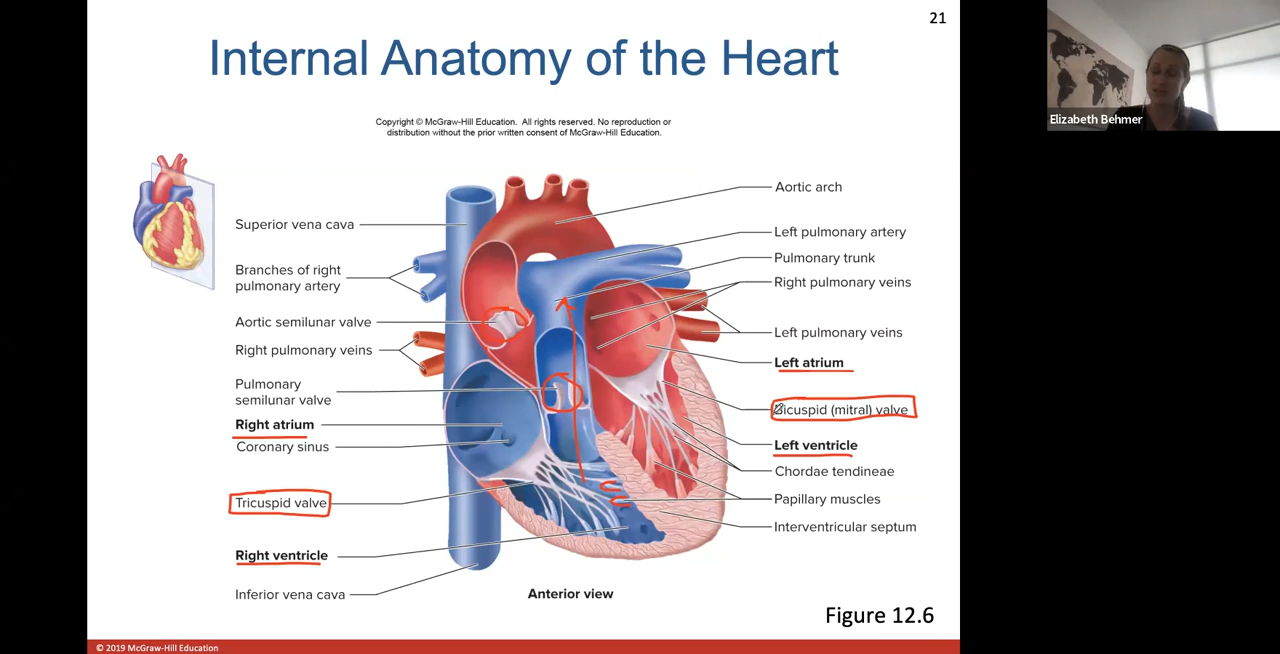 21
Internal Anatomy of the Heart
Copyright © McGraw-Hill Education. All rights reserved. No reproduction or
distribution without the prior written consent of McGraw-Hill Education.
Elizabeth Behmer
Superior vena cava
Branches of right
pulmonary artery
Aortic semilunar valve
Right pulmonary veins
Pulmonary
semilunar valve
Right atrium
Coronary sinus
Tricuspid valve
Right ventricle
Inferior vena cava
Aortic arch
Left pulmonary artery
Pulmonary trunk
Right pulmonary veins
Left pulmonary veins
Left atrium
Bicuspid (mitral) valve
Left ventricle
Chordae tendineae
Papillary muscles
Interventricular septum
Anterior view
Figure 12.6
© 2019 McGraw-Hill Education